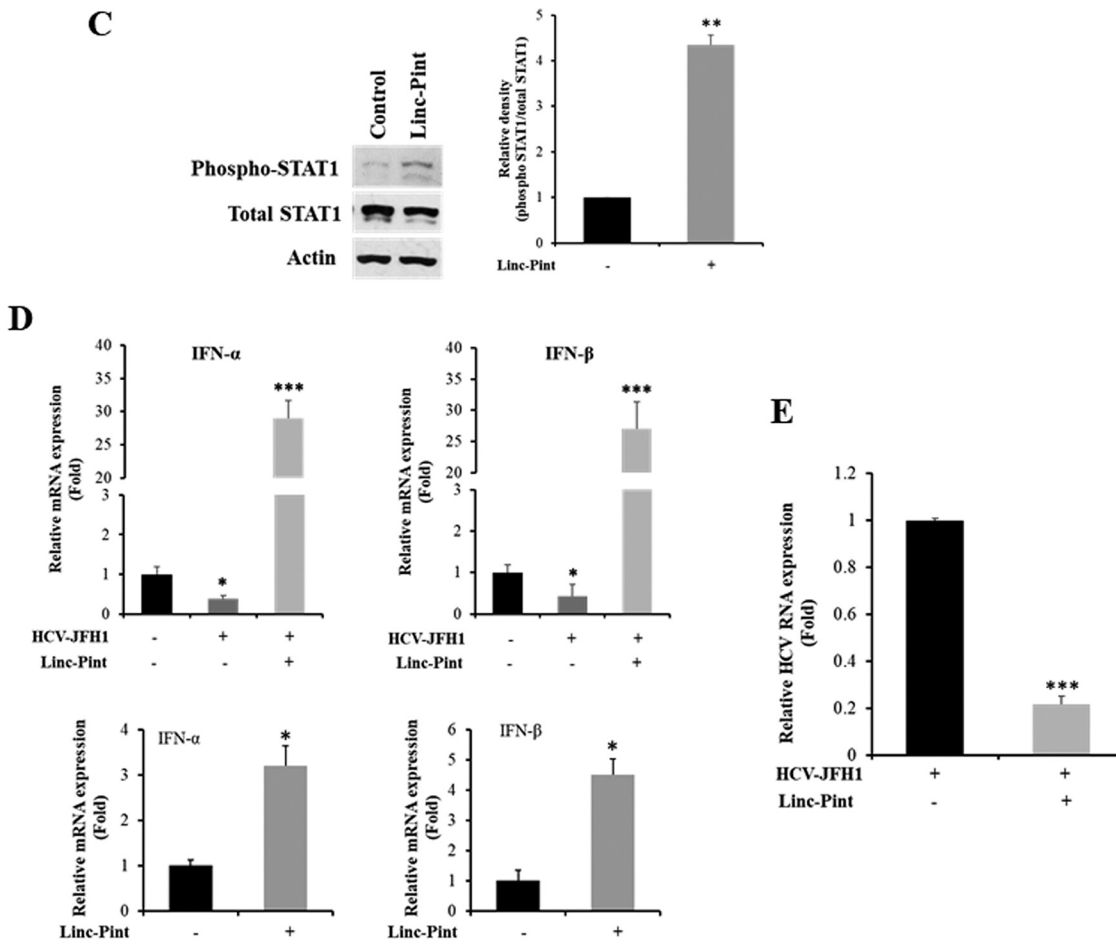 C
Control
Linc-Pint
Phospho-STAT1
Total STAT1
Actin
Relative density
(phospho STAT1/total STAT1)
5
4
3
2
1
0
**
Linc-Pint - +
D
IFN-α
Relative mRNA expression
(Fold)
40
35
30
25
20
3
2
1
0
*
***
HCV-JFH1 - + +
Linc-Pint - - +
IFN-β
Relative mRNA expression
(Fold)
40
35
30
25
20
3
2
1
0
*
***
HCV-JFH1 - + +
Linc-Pint - - +
IFN-α
Relative mRNA expression
(Fold)
4
3
2
1
0
*
Linc-Pint - +
IFN-β
Relative mRNA expression
(Fold)
6
5
4
3
2
1
0
*
Linc-Pint - +
E
Relative HCV RNA expression
(Fold)
1.2
1
0.8
0.6
0.4
0.2
0
***
HCV-JFH1 + +
Linc-Pint - +